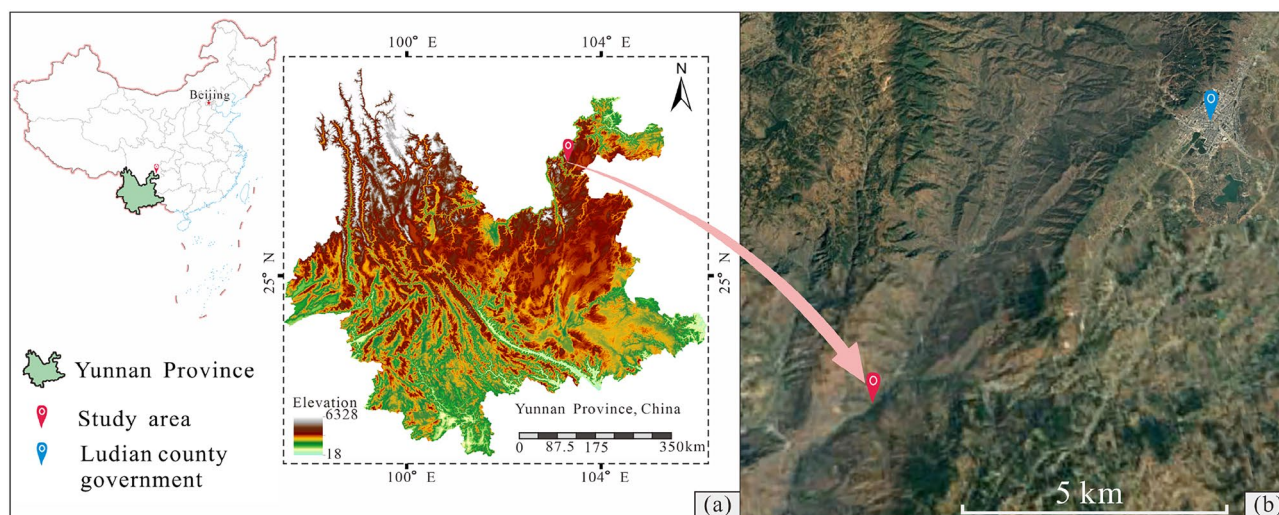 Beijing
Yunnan Province
Study area
Ludian county
government
100° E
104° E
N
25° N
25° N
Elevation
6328
18
Yunnan Province, China
0 87.5 175 350km
100° E
104° E
(a)
5 km
(b)